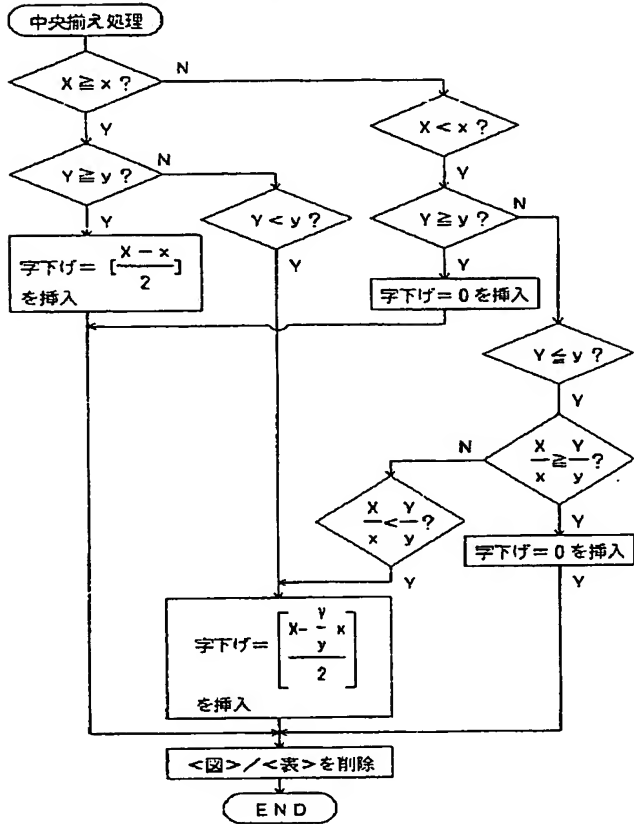 中央揃え処理
X ≧ x ?
N
Y
X < x ?
Y
Y ≧ y ?
N
Y
Y < y ?
Y
Y ≧ y ?
N
Y
字下げ = [X − x / 2]
を挿入
字下げ = 0 を挿入
Y ≦ y ?
Y
X/x ≧ Y/y ?
N
Y
X/x < Y/y ?
Y
字下げ = 0 を挿入
Y
字下げ = [X- Y/y x / 2]
を挿入
<図>/<表>を削除
END